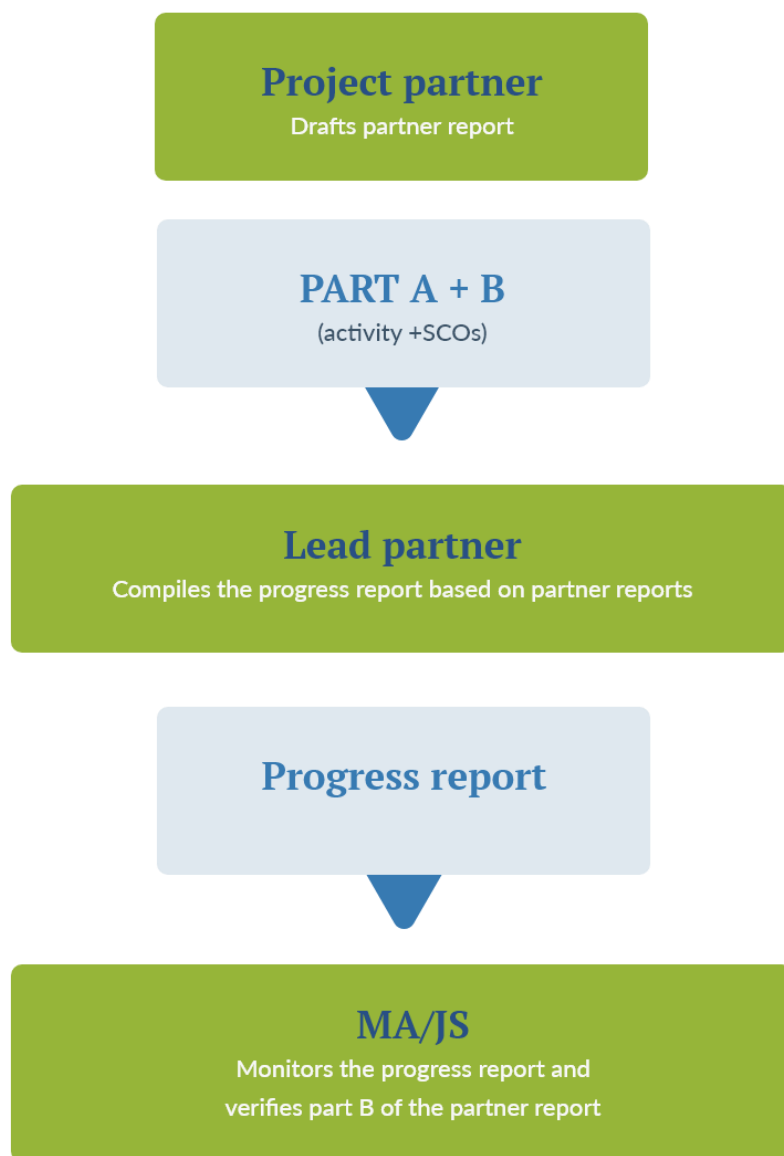 Project partner
Drafts partner report
PART A + B
(activity +SCOs)
Lead partner
Compiles the progress report based on partner reports
Progress report
MA/JS
Monitors the progress report and
verifies part B of the partner report